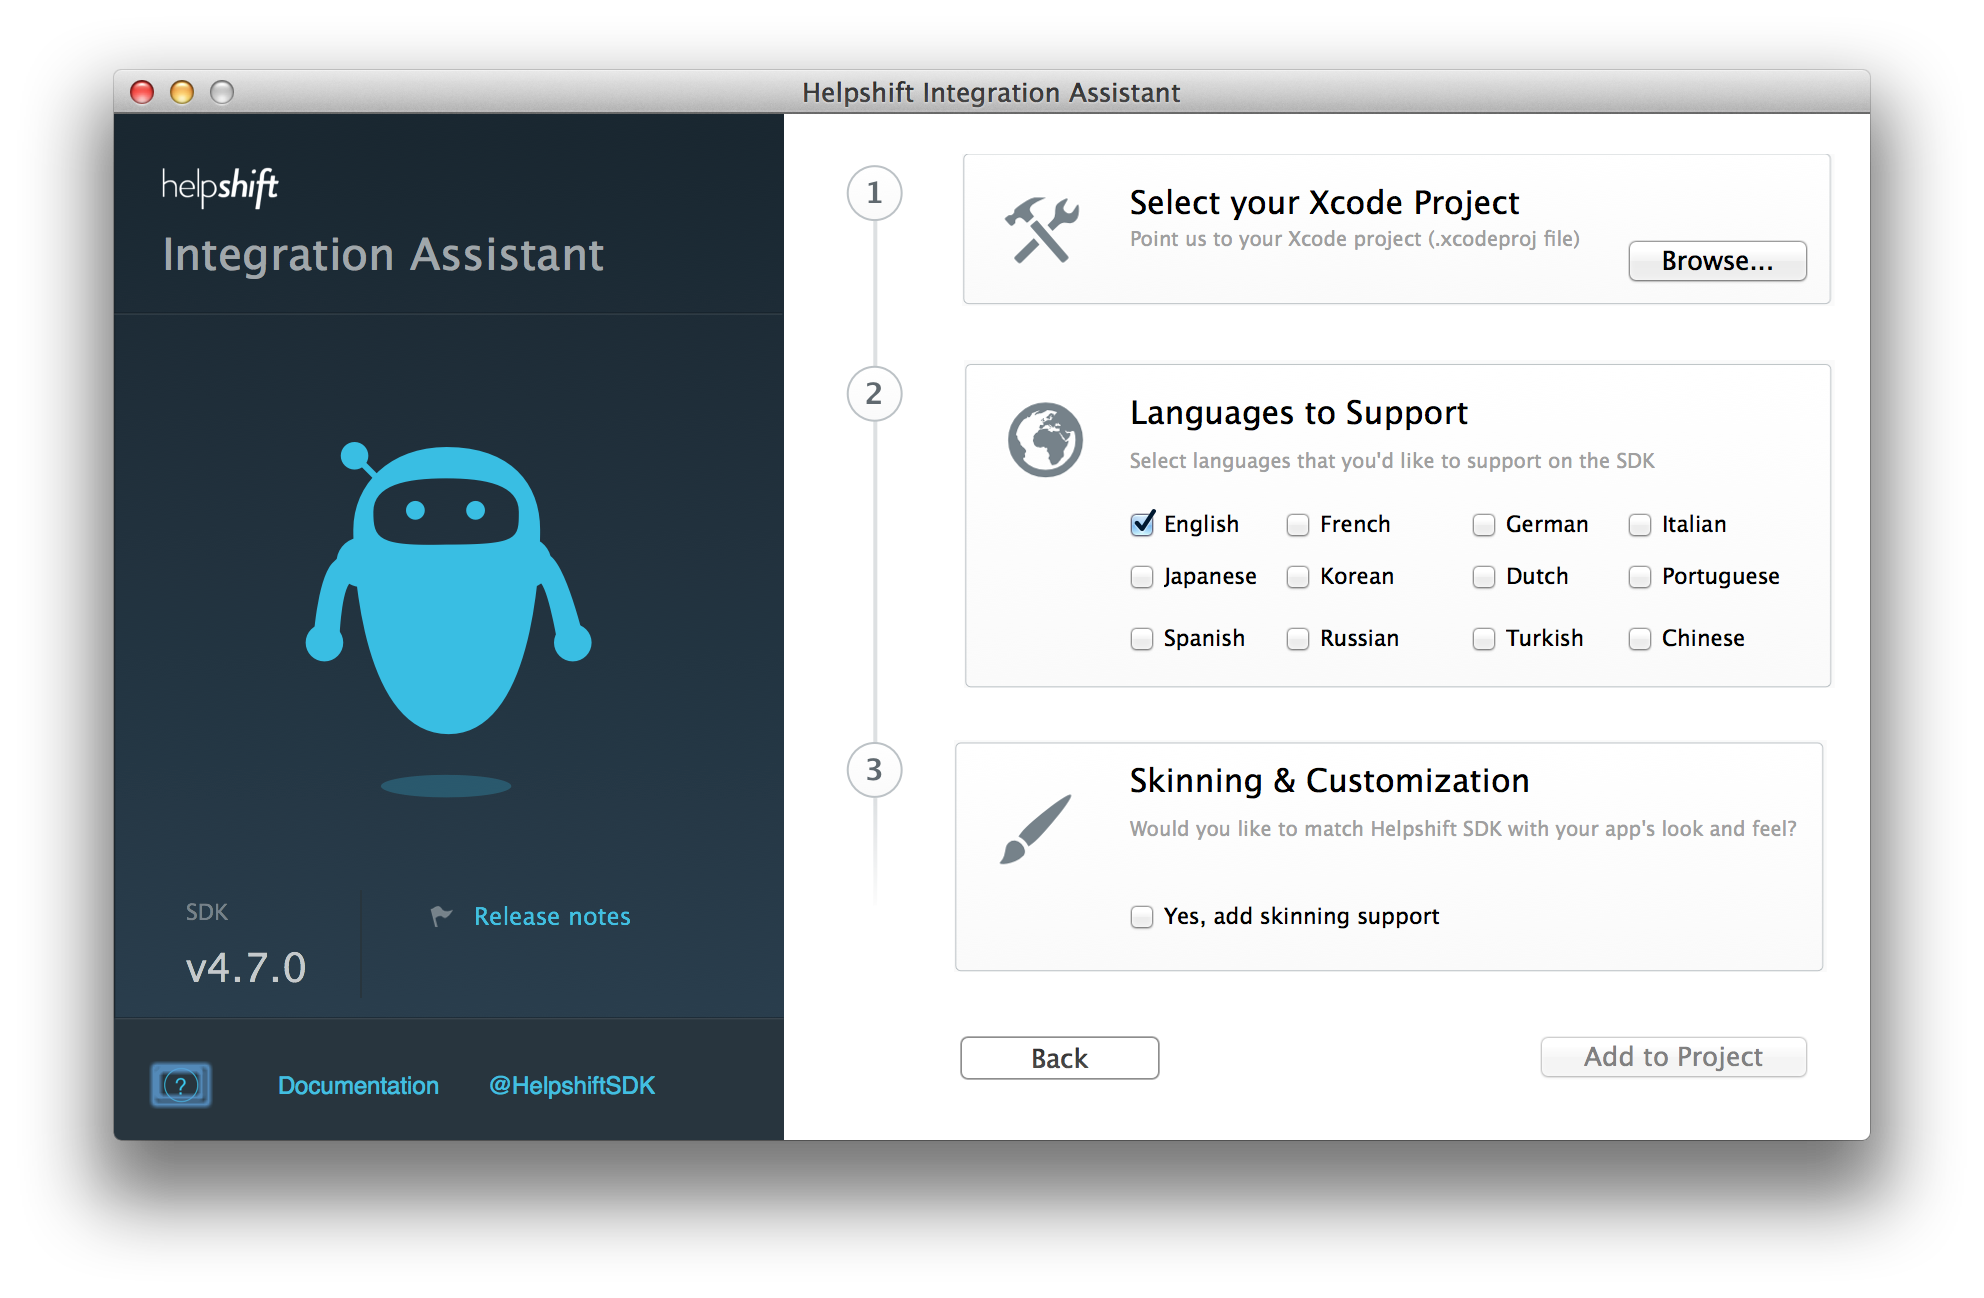 Helpshift Integration Assistant
helpshift
Integration Assistant
SDK
v4.7.0
Release notes
?
Documentation @HelpshiftSDK
1
Select your Xcode Project
Point us to your Xcode project (.xcodeproj file)
Browse...
2
Languages to Support
Select languages that you'd like to support on the SDK
English French German Italian
Japanese Korean Dutch Portuguese
Spanish Russian Turkish Chinese
3
Skinning & Customization
Would you like to match Helpshift SDK with your app's look and feel?
Yes, add skinning support
Back Add to Project